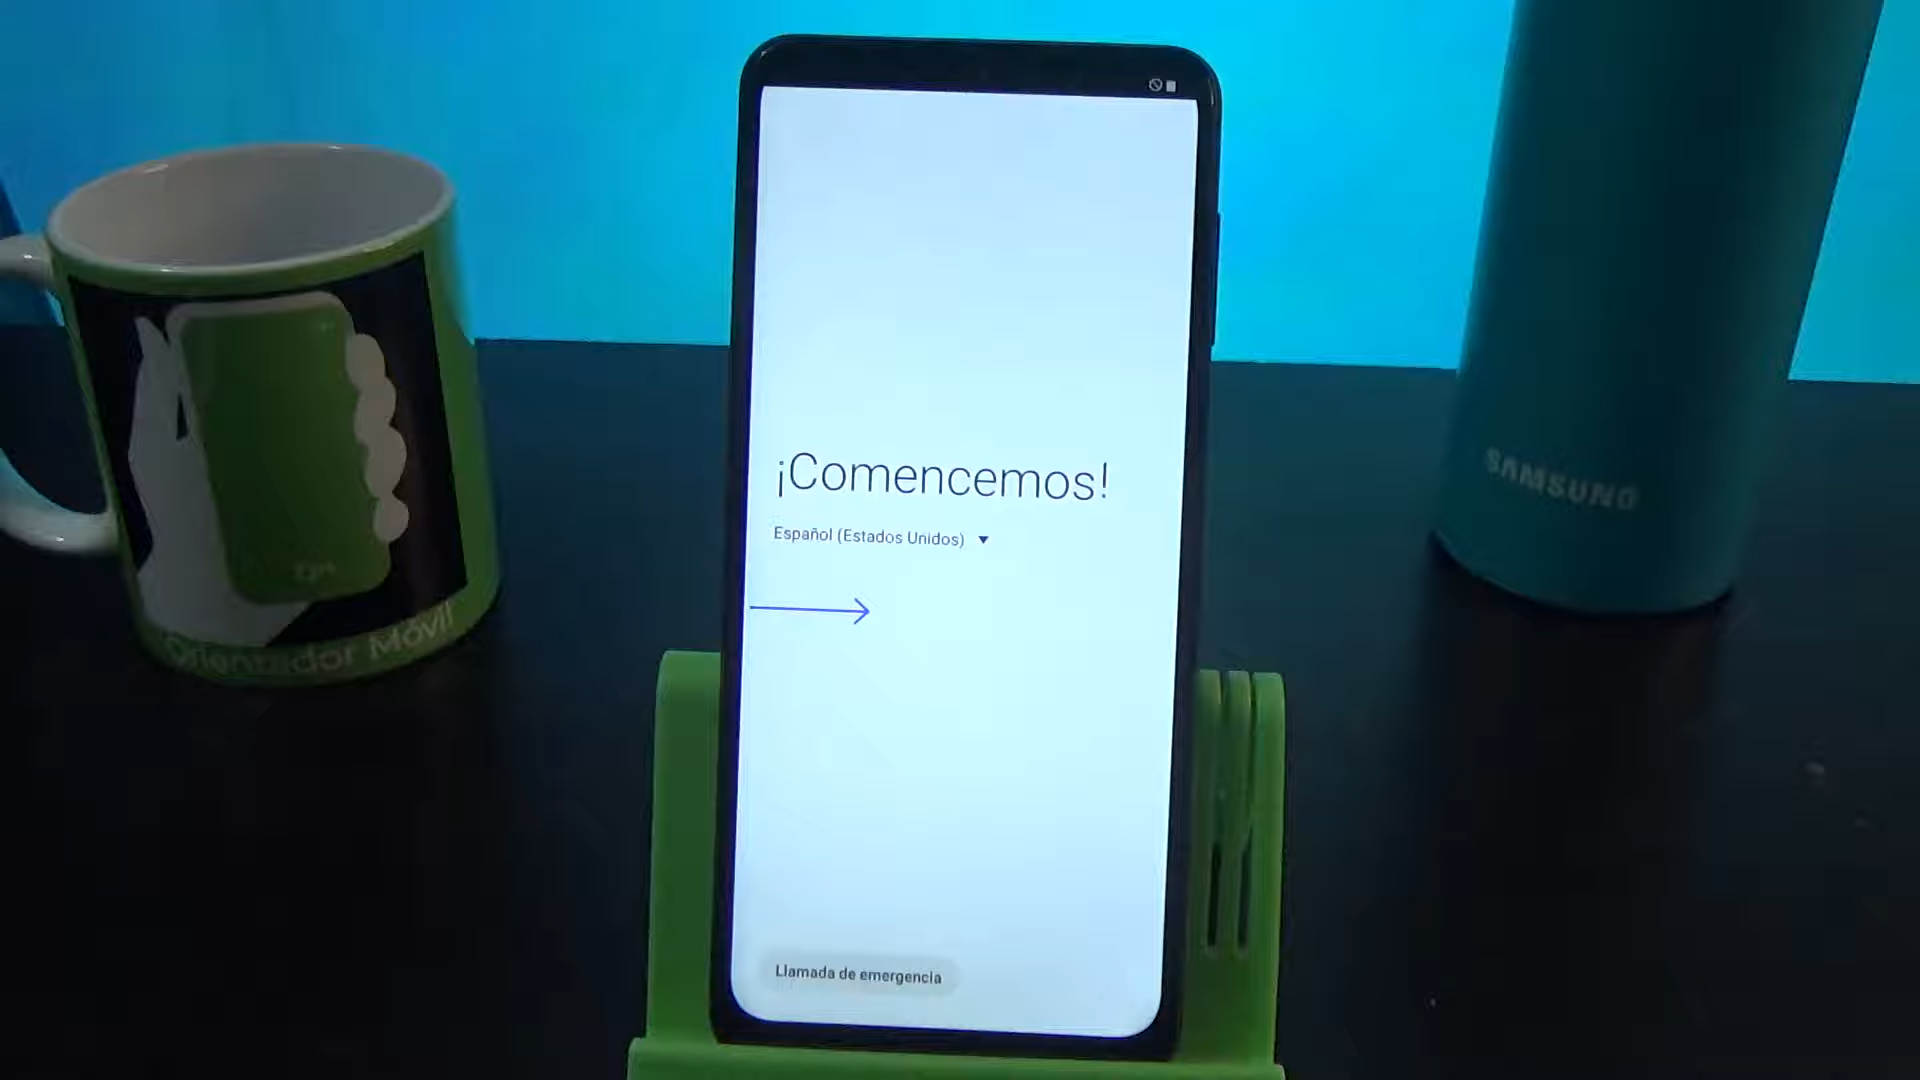 ¡Comencemos!
Español (Estados Unidos)
Llamada de emergencia
Orientador Móvil
SAMSUNG